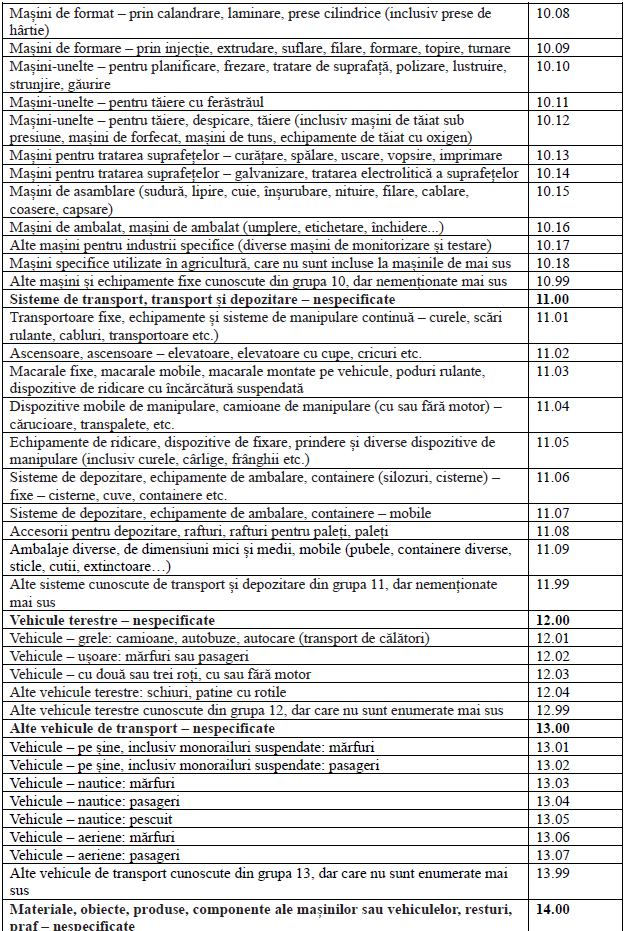 Mașini de format – prin calandrare, laminare, prese cilindrice (inclusiv prese de 10.08
hârtie)
Mașini de formare – prin injecție, extrudare, suflare, filare, formare, topire, turnare 10.09
Mașini-unelte – pentru planificare, frezare, tratare de suprafață, polizare, lustruire, 10.10
strunjire, găurire
Mașini-unelte – pentru tăiere cu ferăstrăul 10.11
Mașini-unelte – pentru tăiere, despicare, tăiere (inclusiv mașini de tăiat sub 10.12
presiune, mașini de forfecat, mașini de tuns, echipamente de tăiat cu oxigen)
Mașini pentru tratarea suprafețelor – curățare, spălare, uscare, vopsire, imprimare 10.13
Mașini pentru tratarea suprafețelor – galvanizare, tratarea electrolitică a suprafețelor 10.14
Mașini de asamblare (sudură, lipire, cuie, înșurubare, nituire, filare, cablare, 10.15
coasere, capsare)
Mașini de ambalat, mașini de ambalat (umplere, etichetare, închidere...) 10.16
Alte mașini pentru industrii specifice (diverse mașini de monitorizare și testare) 10.17
Mașini specifice utilizate în agricultură, care nu sunt incluse la mașinile de mai sus 10.18
Alte mașini și echipamente fixe cunoscute din grupa 10, dar nemenționate mai sus 10.99
Sisteme de transport, transport și depozitare – nespecificate 11.00
Transportoare fixe, echipamente și sisteme de manipulare continuă – curele, scări 11.01
rulante, cabluri, transportoare etc.)
Ascensoare, ascensoare – elevatoare, elevatoare cu cupe, cricuri etc. 11.02
Macarale fixe, macarale mobile, macarale montate pe vehicule, poduri rulante, 11.03
dispozitive de ridicare cu încărcătură suspendată
Dispozitive mobile de manipulare, camioane de manipulare (cu sau fără motor) – 11.04
cărucioare, transpalete, etc.
Echipamente de ridicare, dispozitive de fixare, prindere și diverse dispozitive de 11.05
manipulare (inclusiv curele, cârlige, frânghii etc.)
Sisteme de depozitare, echipamente de ambalare, containere (silozuri, cisterne) – 11.06
fixe – cisterne, cuve, containere etc.
Sisteme de depozitare, echipamente de ambalare, containere – mobile 11.07
Accesorii pentru depozitare, rafturi, rafturi pentru paleți, paleți 11.08
Ambalaje diverse, de dimensiuni mici și medii, mobile (pubele, containere diverse, 11.09
sticle, cutii, extinctoare…)
Alte sisteme cunoscute de transport și depozitare din grupa 11, dar nemenționate 11.99
mai sus
Vehicule terestre – nespecificate 12.00
Vehicule – grele: camioane, autobuze, autocare (transport de călători) 12.01
Vehicule – ușoare: mărfuri sau pasageri 12.02
Vehicule – cu două sau trei roți, cu sau fără motor 12.03
Alte vehicule terestre: schiuri, patine cu rotile 12.04
Alte vehicule terestre cunoscute din grupa 12, dar care nu sunt enumerate mai sus 12.99
Alte vehicule de transport – nespecificate 13.00
Vehicule – pe șine, inclusiv monorailuri suspendate: mărfuri 13.01
Vehicule – pe șine, inclusiv monorailuri suspendate: pasageri 13.02
Vehicule – nautice: mărfuri 13.03
Vehicule – nautice: pasageri 13.04
Vehicule – nautice: pescuit 13.05
Vehicule – aeriene: mărfuri 13.06
Vehicule – aeriene: pasageri 13.07
Alte vehicule de transport cunoscute din grupa 13, dar care nu sunt enumerate mai 13.99
sus
Materiale, obiecte, produse, componente ale mașinilor sau vehiculelor, resturi, 14.00
praf – nespecificate